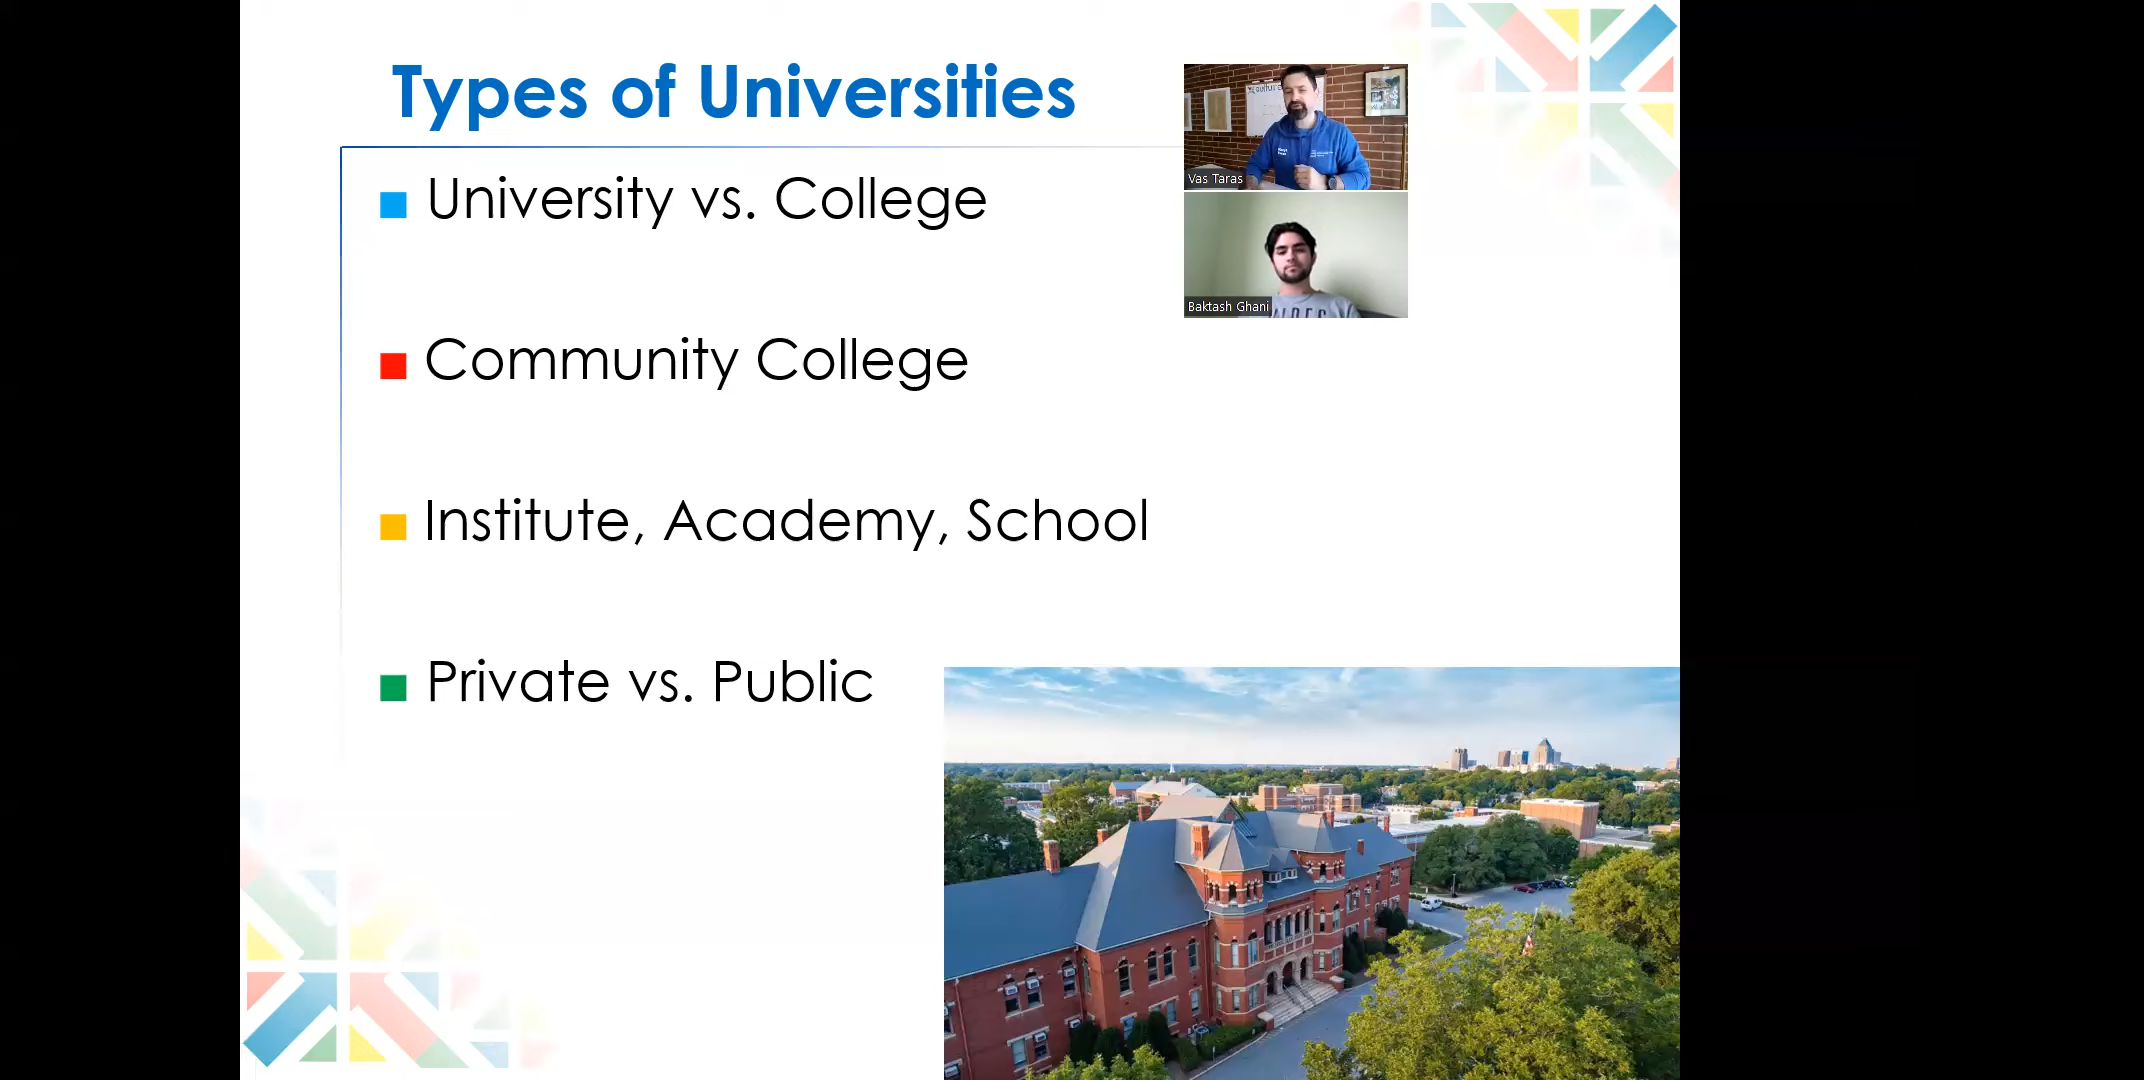 Types of Universities
University vs. College
Community College
Institute, Academy, School
Private vs. Public
Vas Taras
Baktash Ghani